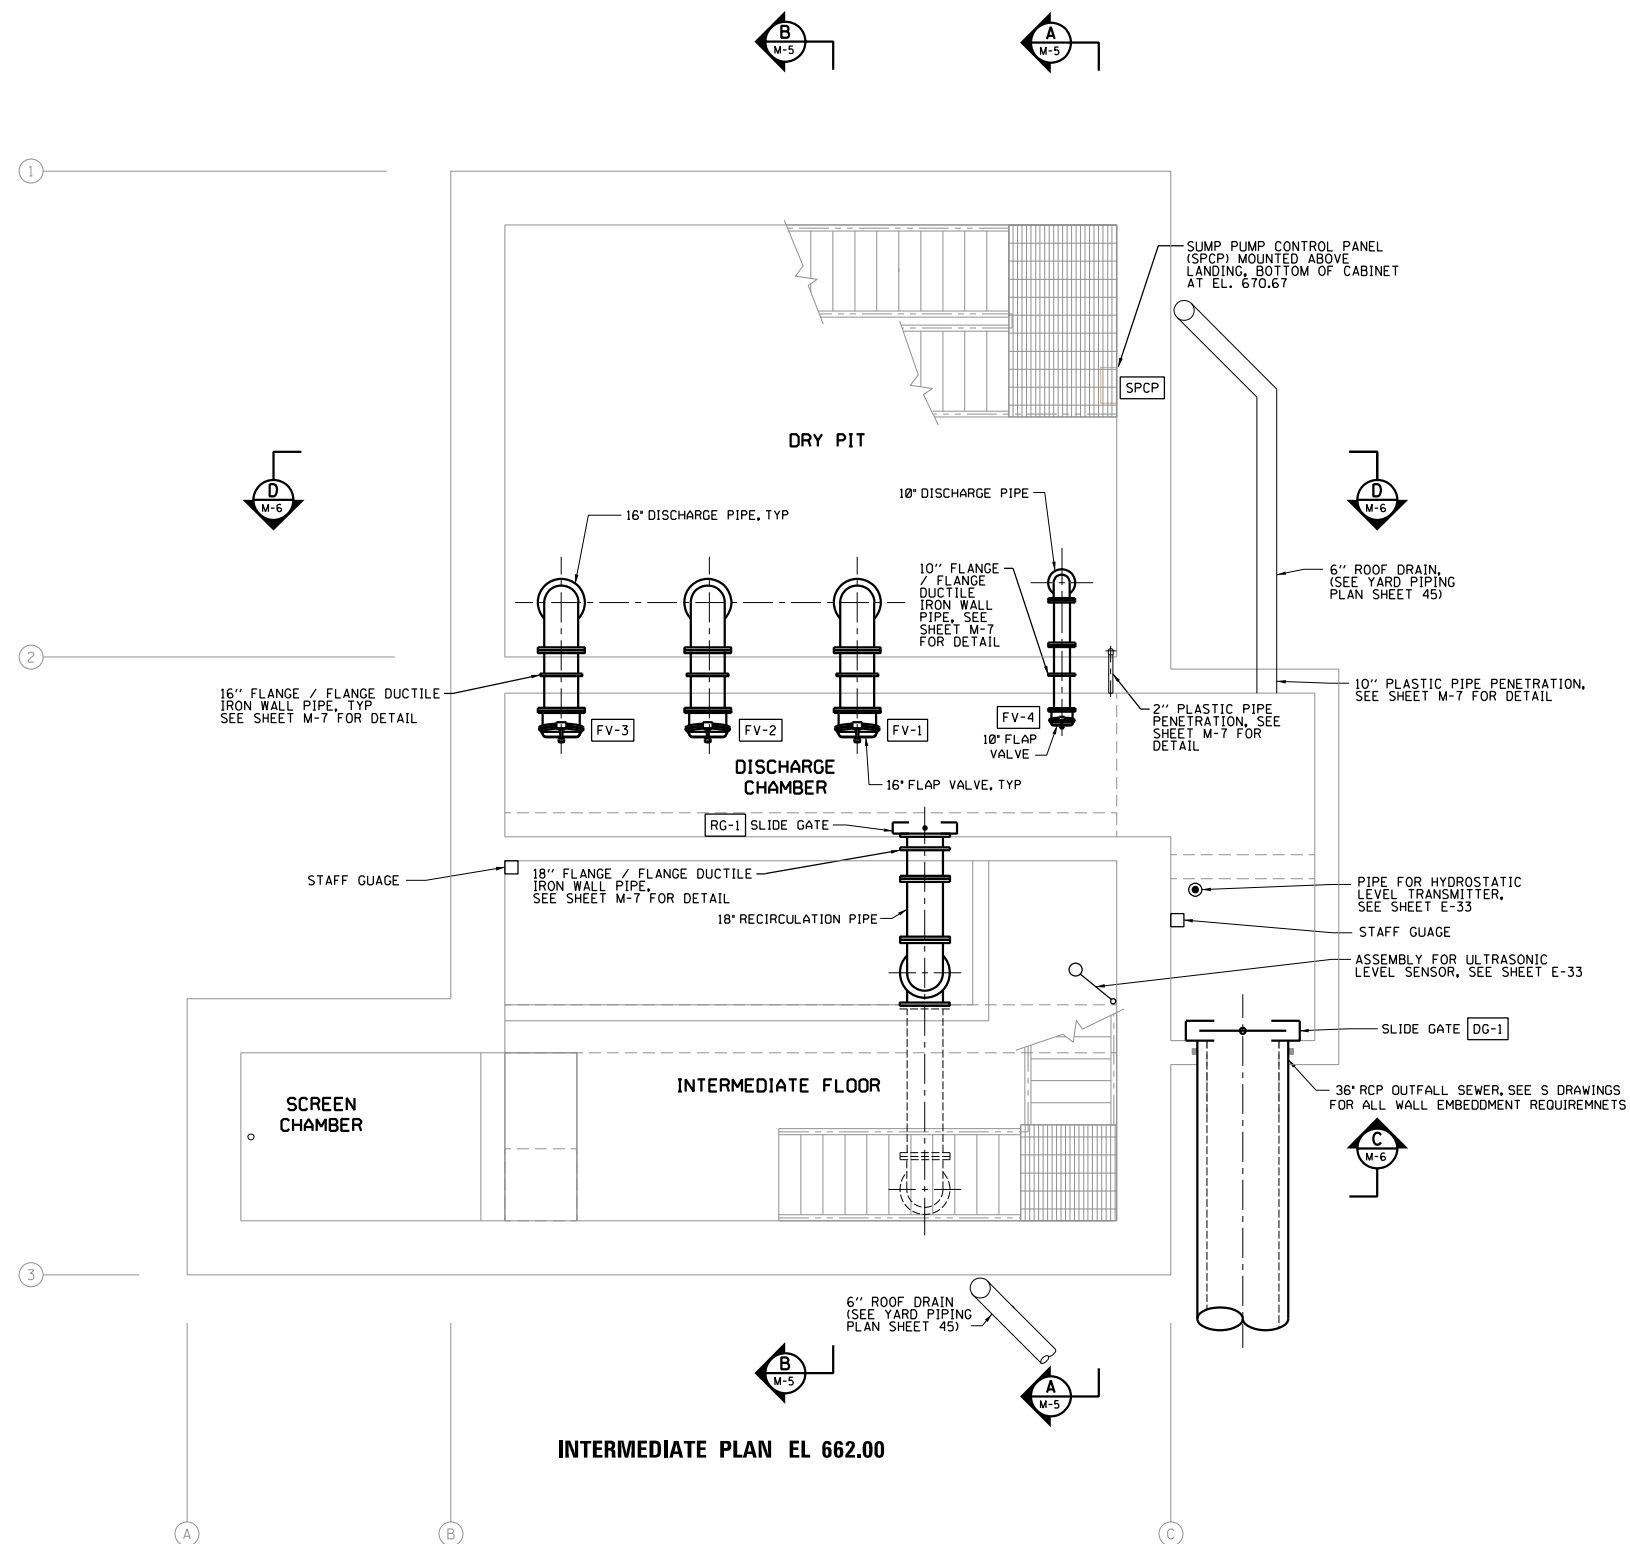 B
M-5
A
M-5
1
SUMP PUMP CONTROL PANEL
(SPCP) MOUNTED ABOVE
LANDING, BOTTOM OF CABINET
AT EL. 670.67
SPCP
DRY PIT
D
M-6
D
M-6
10" DISCHARGE PIPE
16" DISCHARGE PIPE, TYP
10'' FLANGE
/ FLANGE
DUCTILE
IRON WALL
PIPE, SEE
SHEET M-7
FOR DETAIL
6'' ROOF DRAIN,
(SEE YARD PIPING
PLAN SHEET 45)
2
16'' FLANGE / FLANGE DUCTILE
IRON WALL PIPE, TYP
SEE SHEET M-7 FOR DETAIL
10'' PLASTIC PIPE PENETRATION,
SEE SHEET M-7 FOR DETAIL
FV-3
FV-2
FV-1
FV-4
10" FLAP
VALVE
2'' PLASTIC PIPE
PENETRATION, SEE
SHEET M-7 FOR
DETAIL
DISCHARGE
CHAMBER
16" FLAP VALVE, TYP
RG-1 SLIDE GATE
STAFF GUAGE
18'' FLANGE / FLANGE DUCTILE
IRON WALL PIPE,
SEE SHEET M-7 FOR DETAIL
18" RECIRCULATION PIPE
PIPE FOR HYDROSTATIC
LEVEL TRANSMITTER,
SEE SHEET E-33
STAFF GUAGE
ASSEMBLY FOR ULTRASONIC
LEVEL SENSOR, SEE SHEET E-33
SLIDE GATE DG-1
INTERMEDIATE FLOOR
SCREEN
CHAMBER
36" RCP OUTFALL SEWER, SEE S DRAWINGS
FOR ALL WALL EMBEDDMENT REQUIREMNETS
C
M-6
3
6'' ROOF DRAIN
(SEE YARD PIPING
PLAN SHEET 45)
B
M-5
A
M-5
INTERMEDIATE PLAN EL 662.00
A
B
C